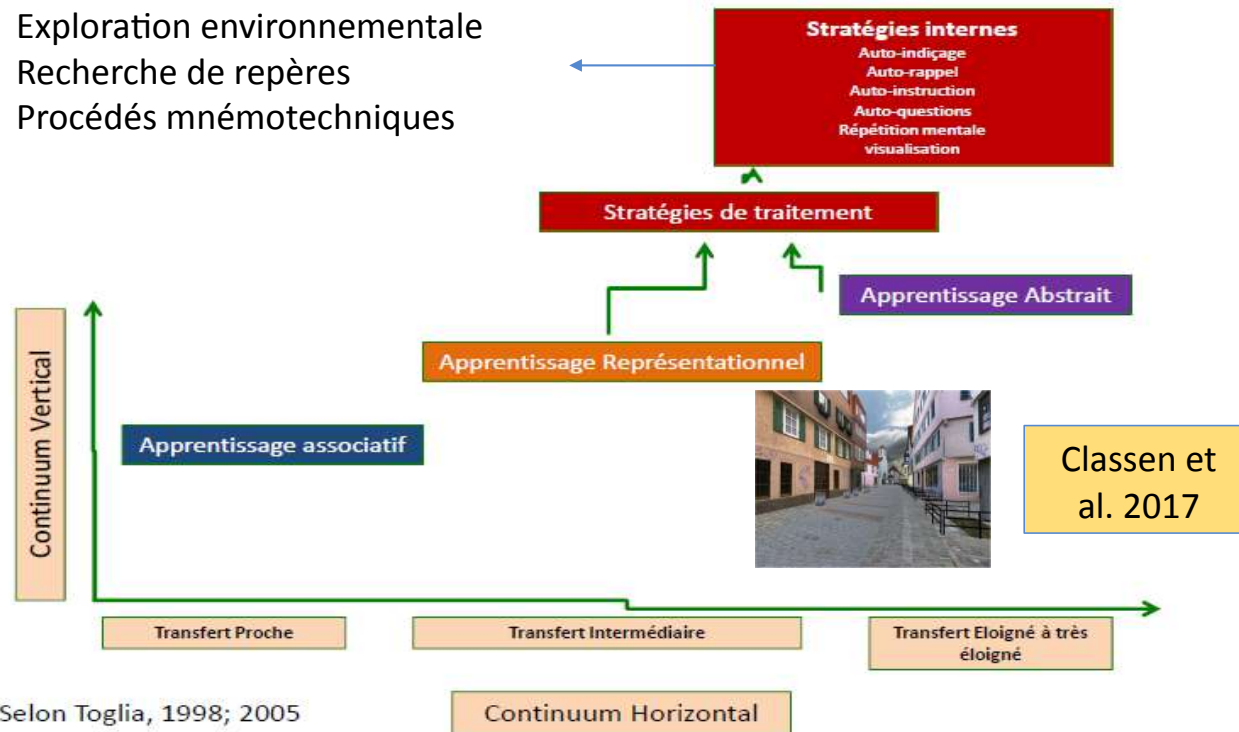 Exploration environnementale
Recherche de repères
Procédés mnémotechniques
Stratégies internes
Auto-indiçage
Auto-rappel
Auto-instruction
Auto-questions
Répétition mentale
visualisation
Stratégies de traitement
Apprentissage Abstrait
Apprentissage Représentationnel
Apprentissage associatif
Continuum Vertical
Classen et
al. 2017
Transfert Proche
Transfert Intermédiaire
Transfert Eloigné à très
éloigné
Selon Toglia, 1998; 2005
Continuum Horizontal